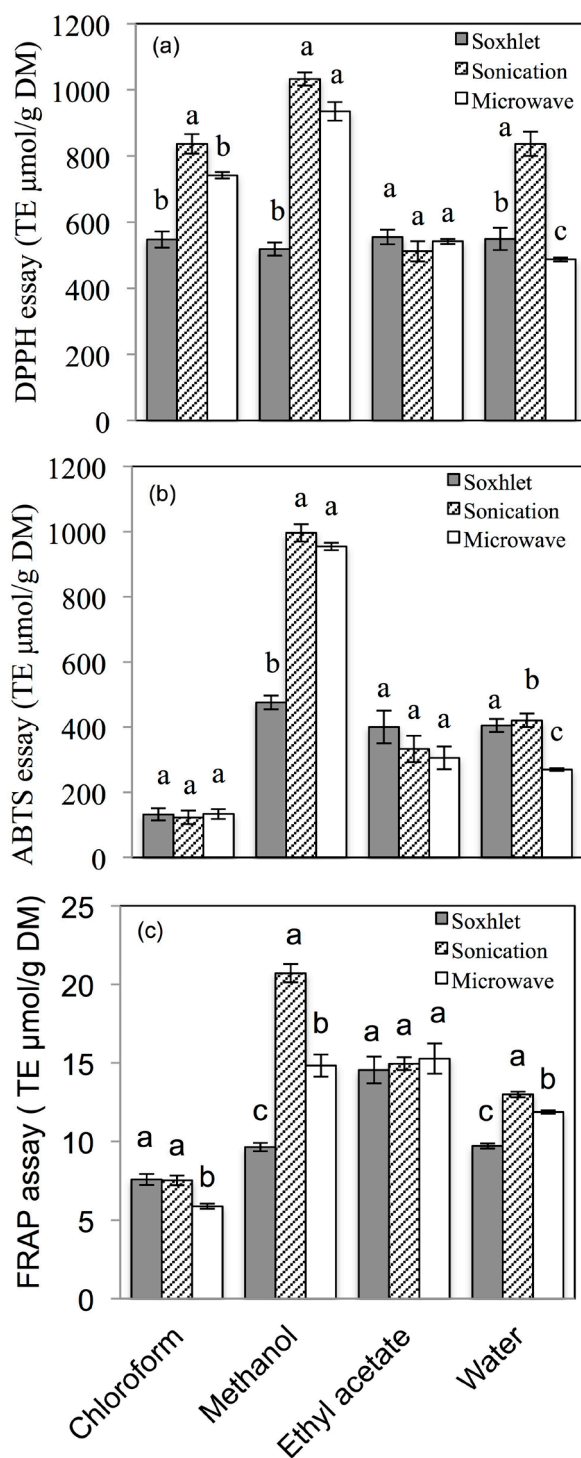 1200
(a)
a
a
Soxhlet
Sonication
Microwave
1000
a
a
b
800
b
b
a a a
b
c
600
400
200
0
DPPH essay (TE µmol/g DM)
1200
(b)
a a
Soxhlet
Sonication
Microwave
1000
800
b
600
a a a
a b c
400
a a a
200
0
ABTS essay (TE µmol/g DM)
25
(c)
a
Soxhlet
Sonication
Microwave
20
b
a a a
a
b
15
c
c
10
a a b
5
0
FRAP assay ( TE µmol/g DM)
Chloroform
Methanol
Ethyl acetate
Water